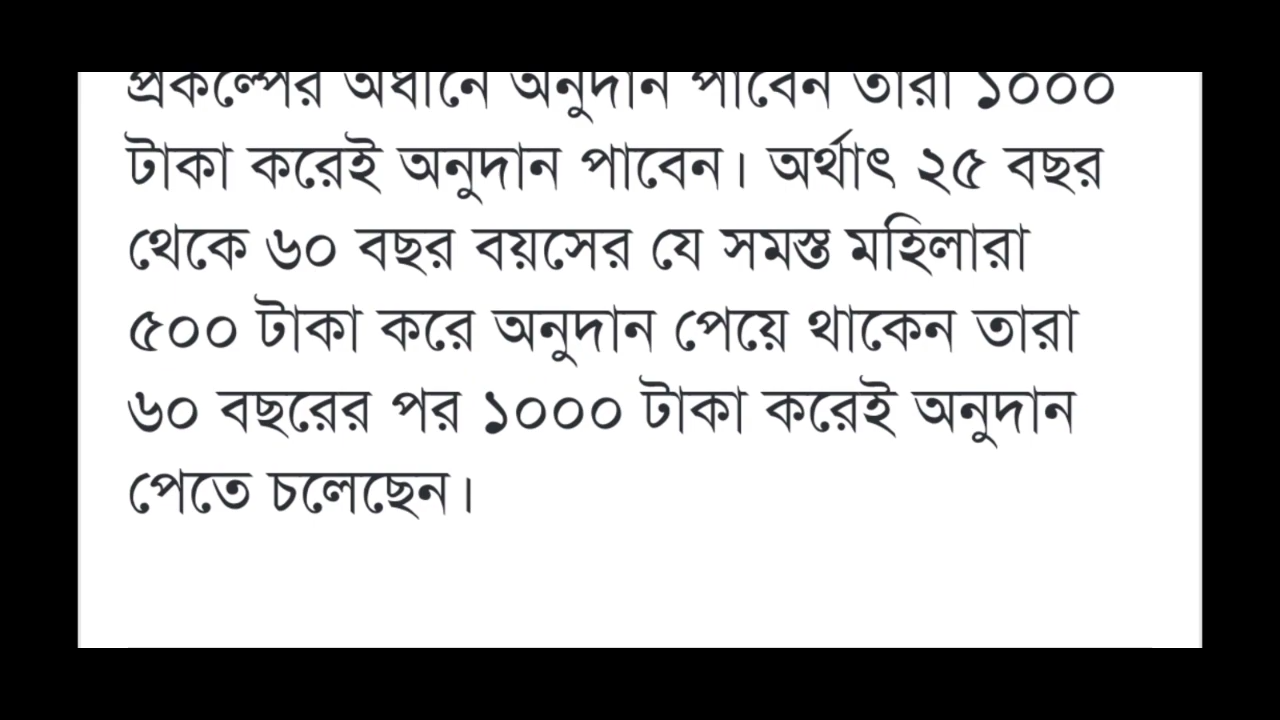 প্রকল্পের অধীনে অনুদান পাবেন তারা ১০০০
টাকা করেই অনুদান পাবেন। অর্থাৎ ২৫ বছর
থেকে ৬০ বছর বয়সের যে সমস্ত মহিলারা
৫০০ টাকা করে অনুদান পেয়ে থাকেন তারা
৬০ বছরের পর ১০০০ টাকা করেই অনুদান
পেতে চলেছেন।